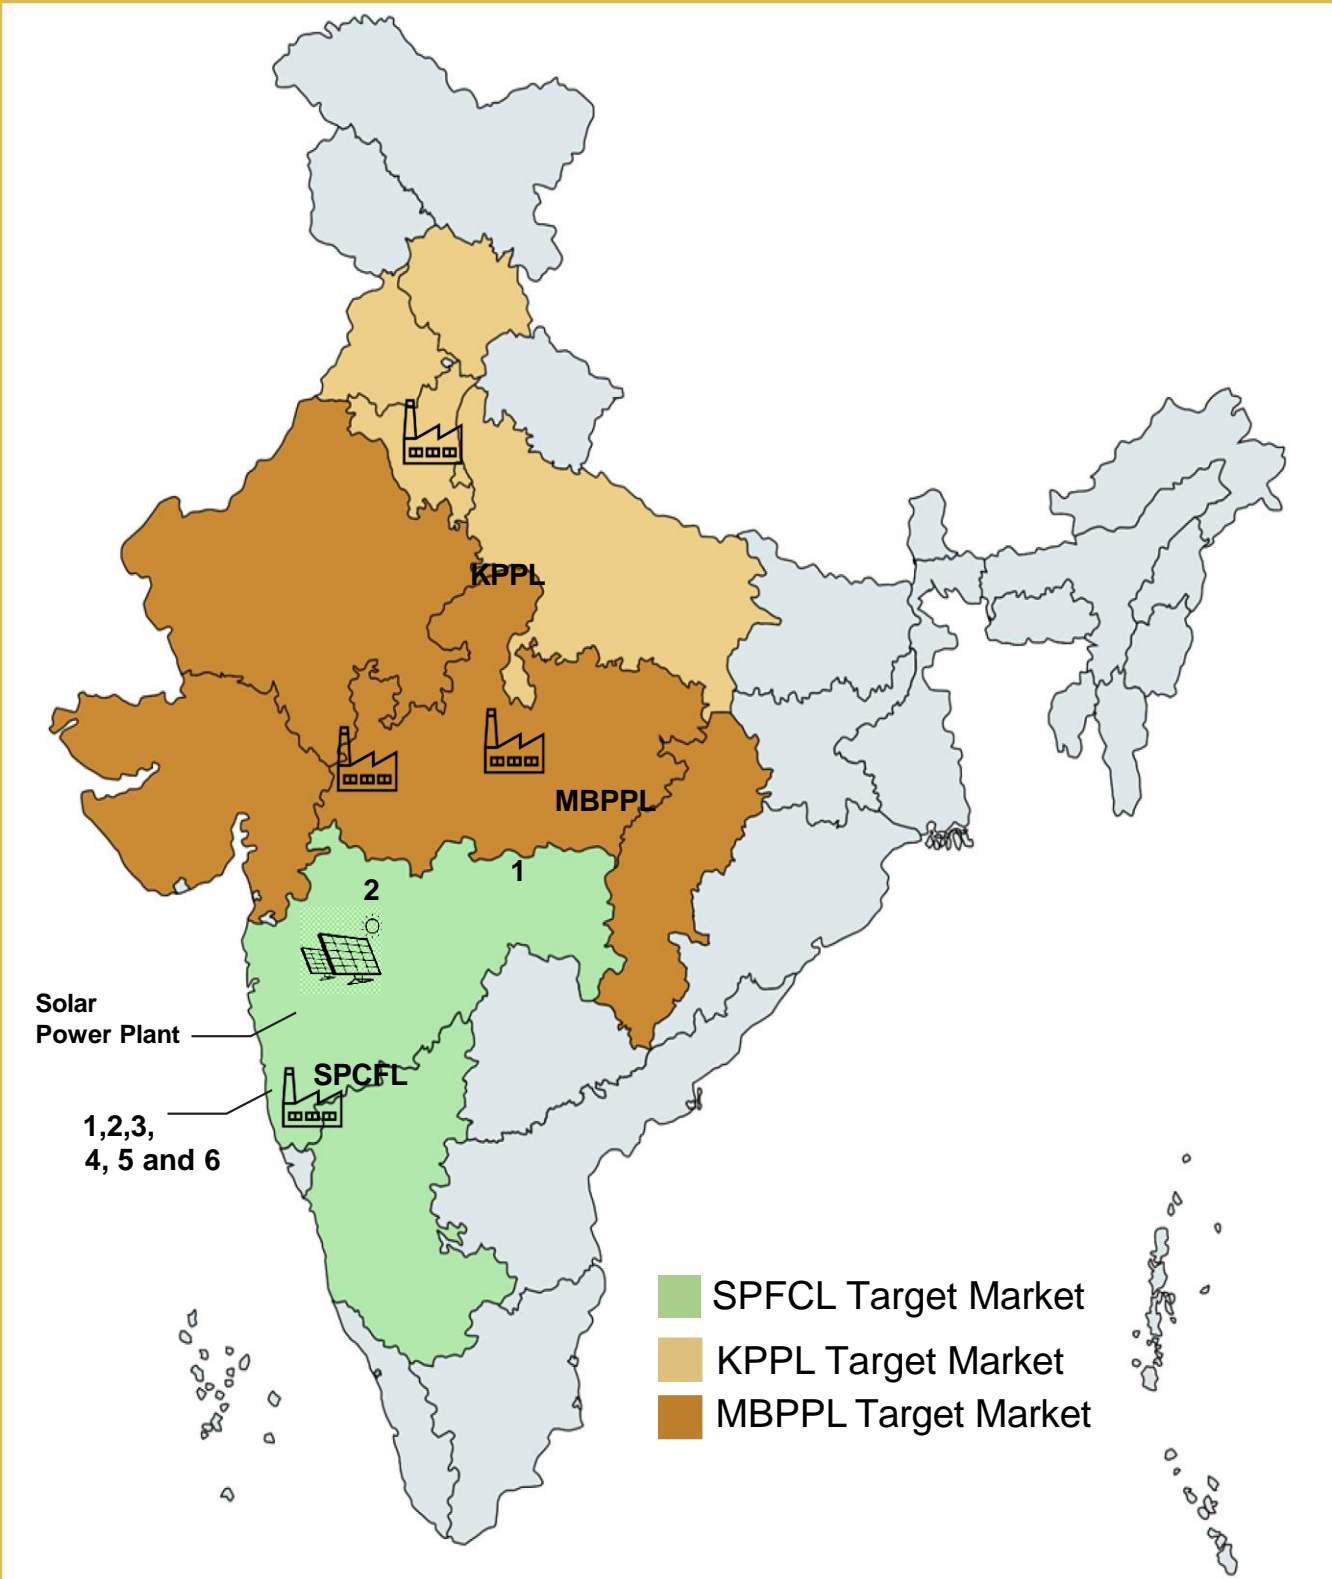 KPPL
MBPPL
1
2
Solar
Power Plant
SPCFL
1,2,3,
4, 5 and 6
SPFCL Target Market
KPPL Target Market
MBPPL Target Market